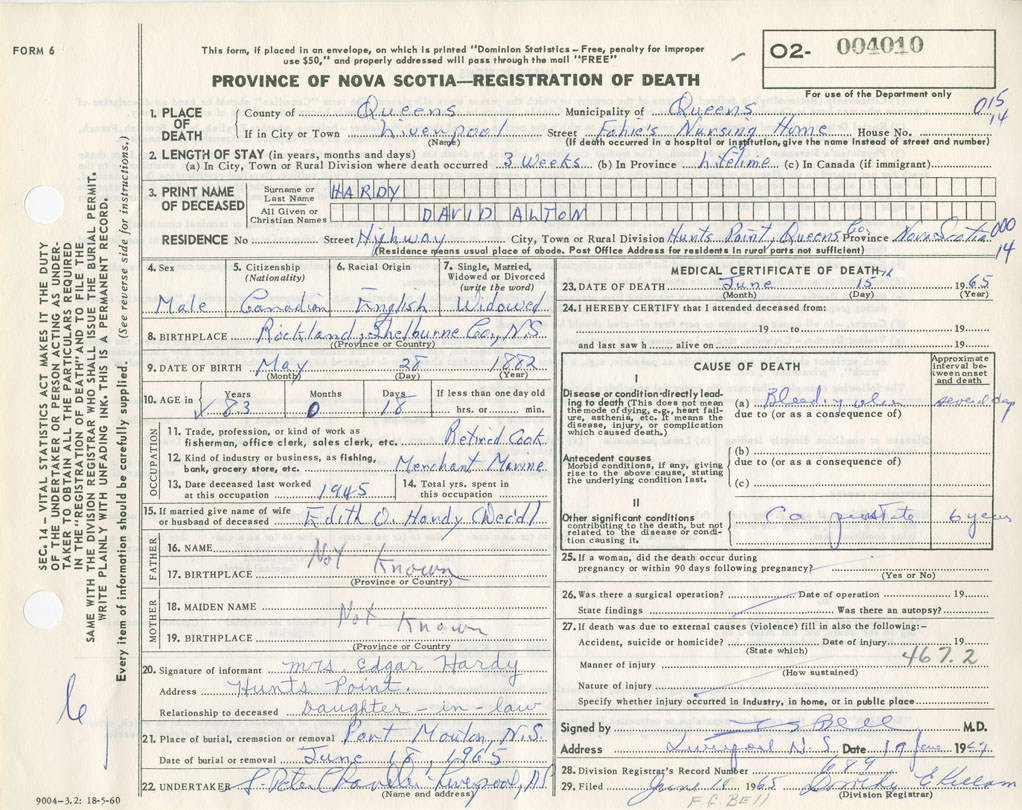 FORM 6
This form, if placed in an envelope, on which is printed "Dominion Statistics – Free, penalty for improper
use $50," and properly addressed will pass through the mail "FREE"
PROVINCE OF NOVA SCOTIA—REGISTRATION OF DEATH
O2- 004010
For use of the Department only
015
14
SEC. 14 – VITAL STATISTICS ACT MAKES IT THE DUTY
OF THE UNDERTAKER OR PERSON ACTING AS UNDER-
TAKER TO OBTAIN ALL THE PARTICULARS REQUIRED
IN THE "REGISTRATION OF DEATH" AND TO FILE THE
SAME WITH THE DIVISION REGISTRAR WHO SHALL ISSUE THE BURIAL PERMIT.
WRITE PLAINLY WITH UNFADING INK. THIS IS A PERMANENT RECORD.
Every item of information should be carefully supplied. (See reverse side for instructions.)
1. PLACE OF DEATH County of Queens Municipality of Queens
If in City or Town Liverpool Street Fahie's Nursing Home House No.
(Name) (If death occurred in a hospital or institution, give the name instead of street and number)
2. LENGTH OF STAY (in years, months and days)
(a) In City, Town or Rural Division where death occurred 3 Weeks (b) In Province Lifetime (c) In Canada (if immigrant)
3. PRINT NAME OF DECEASED Surname or Last Name HARDY
All Given or Christian Names DAVID ALTON
RESIDENCE No Street Highway City, Town or Rural Division Hunts Point, Queens Co. Province Nova Scotia 000
14
(Residence means usual place of abode. Post Office Address for residents in rural parts not sufficient)
4. Sex 5. Citizenship (Nationality) 6. Racial Origin 7. Single, Married, Widowed or Divorced (write the word)
Male Canadian English Widowed
8. BIRTHPLACE Rockland, Shelburne Co., N.S.
(Province or Country)
9. DATE OF BIRTH May 28 1882
(Month) (Day) (Year)
10. AGE in Years Months Days If less than one day old
83 0 18 hrs. or min.
OCCUPATION
11. Trade, profession, or kind of work as
fisherman, office clerk, sales clerk, etc. Retired Cook
12. Kind of industry or business, as fishing,
bank, grocery store, etc. Merchant Marine
13. Date deceased last worked at this occupation 1945 14. Total yrs. spent in this occupation
15. If married give name of wife
or husband of deceased Edith O. Hardy (Dec'd)
FATHER
16. NAME Not
17. BIRTHPLACE Known
(Province or Country)
MOTHER
18. MAIDEN NAME Not
19. BIRTHPLACE Known
(Province or Country)
20. Signature of informant Mrs. Edgar Hardy
Address Hunts Point.
Relationship to deceased Daughter-in-law
21. Place of burial, cremation or removal Port Mouton, N.S.
Date of burial or removal June 18, 1965
22. UNDERTAKER Liverpool, N.S.
(Name and address)
9004-3.2: 18-5-60
MEDICAL CERTIFICATE OF DEATH
23. DATE OF DEATH June 15th 1965
(Month) (Day) (Year)
24. I HEREBY CERTIFY that I attended deceased from:
19 to 19
and last saw h alive on 19
CAUSE OF DEATH
Approximate interval between onset and death
I
Disease or condition directly lead-
ing to death (This does not mean
the mode of dying, e.g., heart fail-
ure, asthenia, etc. It means the
disease, injury, or complication
which caused death.)
(a) Bleeding ulcer several days
due to (or as a consequence of)
Antecedent causes
Morbid conditions, if any, giving
rise to the above cause, stating
the underlying condition last.
(b)
due to (or as a consequence of)
(c)
II
Other significant conditions
contributing to the death, but not
related to the disease or condi-
tion causing it.
Ca prostate 6 years
25. If a woman, did the death occur during
pregnancy or within 90 days following pregnancy?
(Yes or No)
26. Was there a surgical operation? Date of operation 19
State findings Was there an autopsy?
27. If death was due to external causes (violence) fill in also the following:–
Accident, suicide or homicide? Date of injury 19
(State which)
Manner of injury 467.2
(How sustained)
Nature of injury
Specify whether injury occurred in industry, in home, or in public place
Signed by Bell M.D.
Address Liverpool N.S. Date 17 June 19
28. Division Registrar's Record Number 689
29. Filed June 18 1965
(Division Registrar)
F.G. BELL